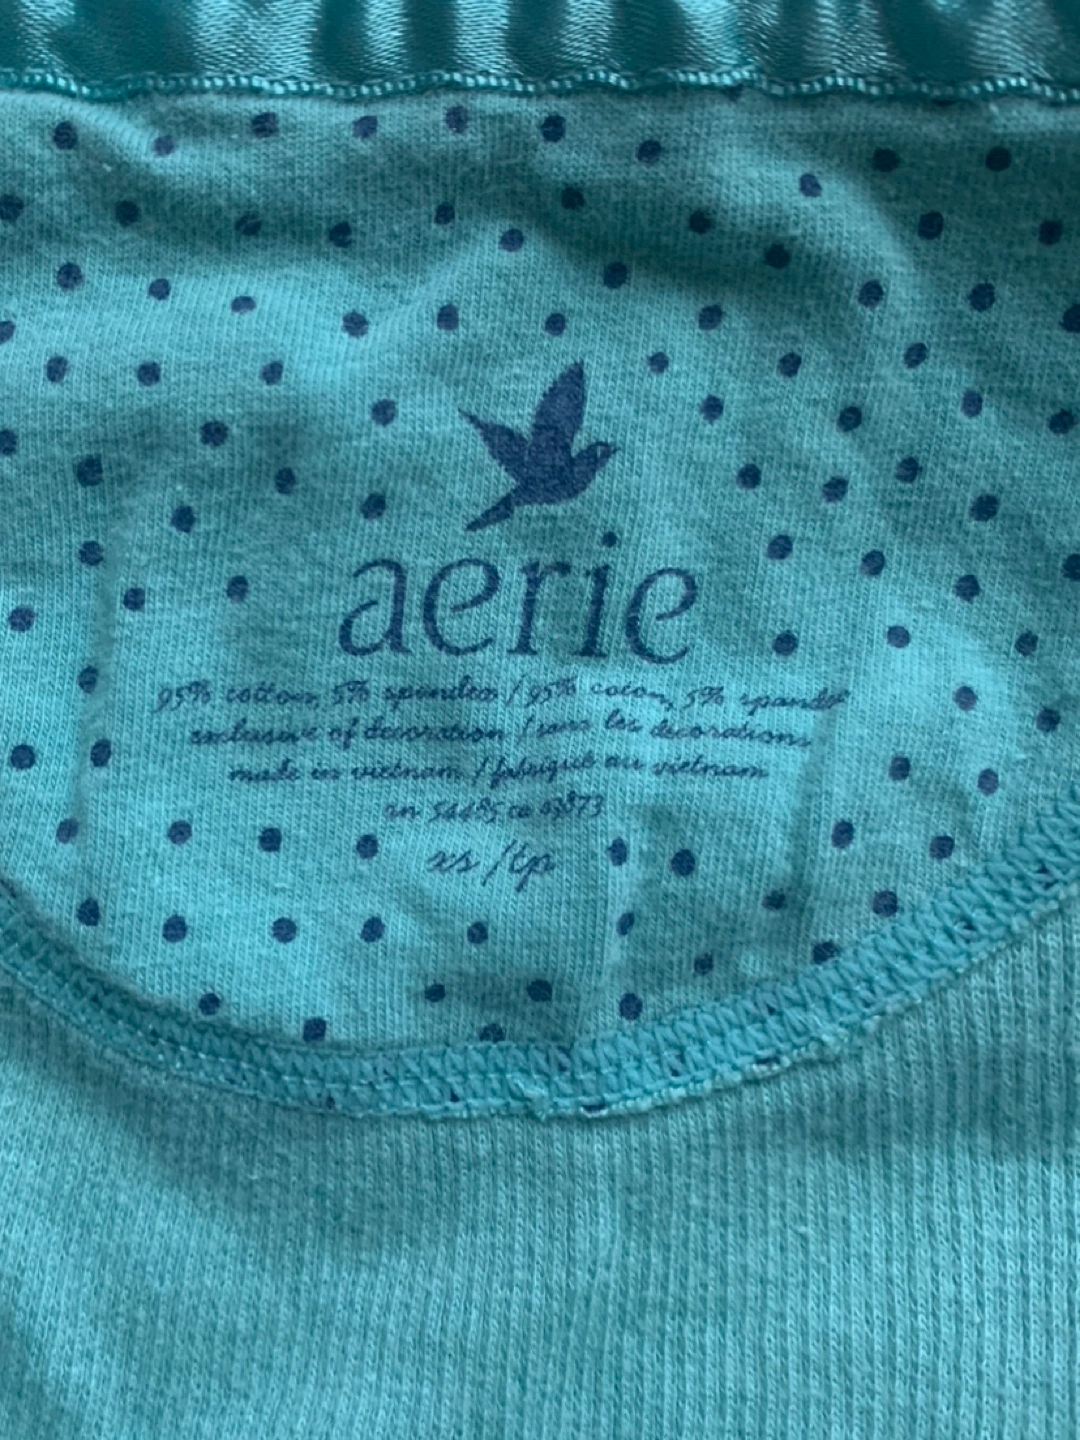 aerie
95% cotton, 5% spandex / 95% coton, 5% spandex
exclusive of decoration / sans les decorations
made in vietnam / fabriqué au vietnam
rn 54485 ca 03873
xs / tp